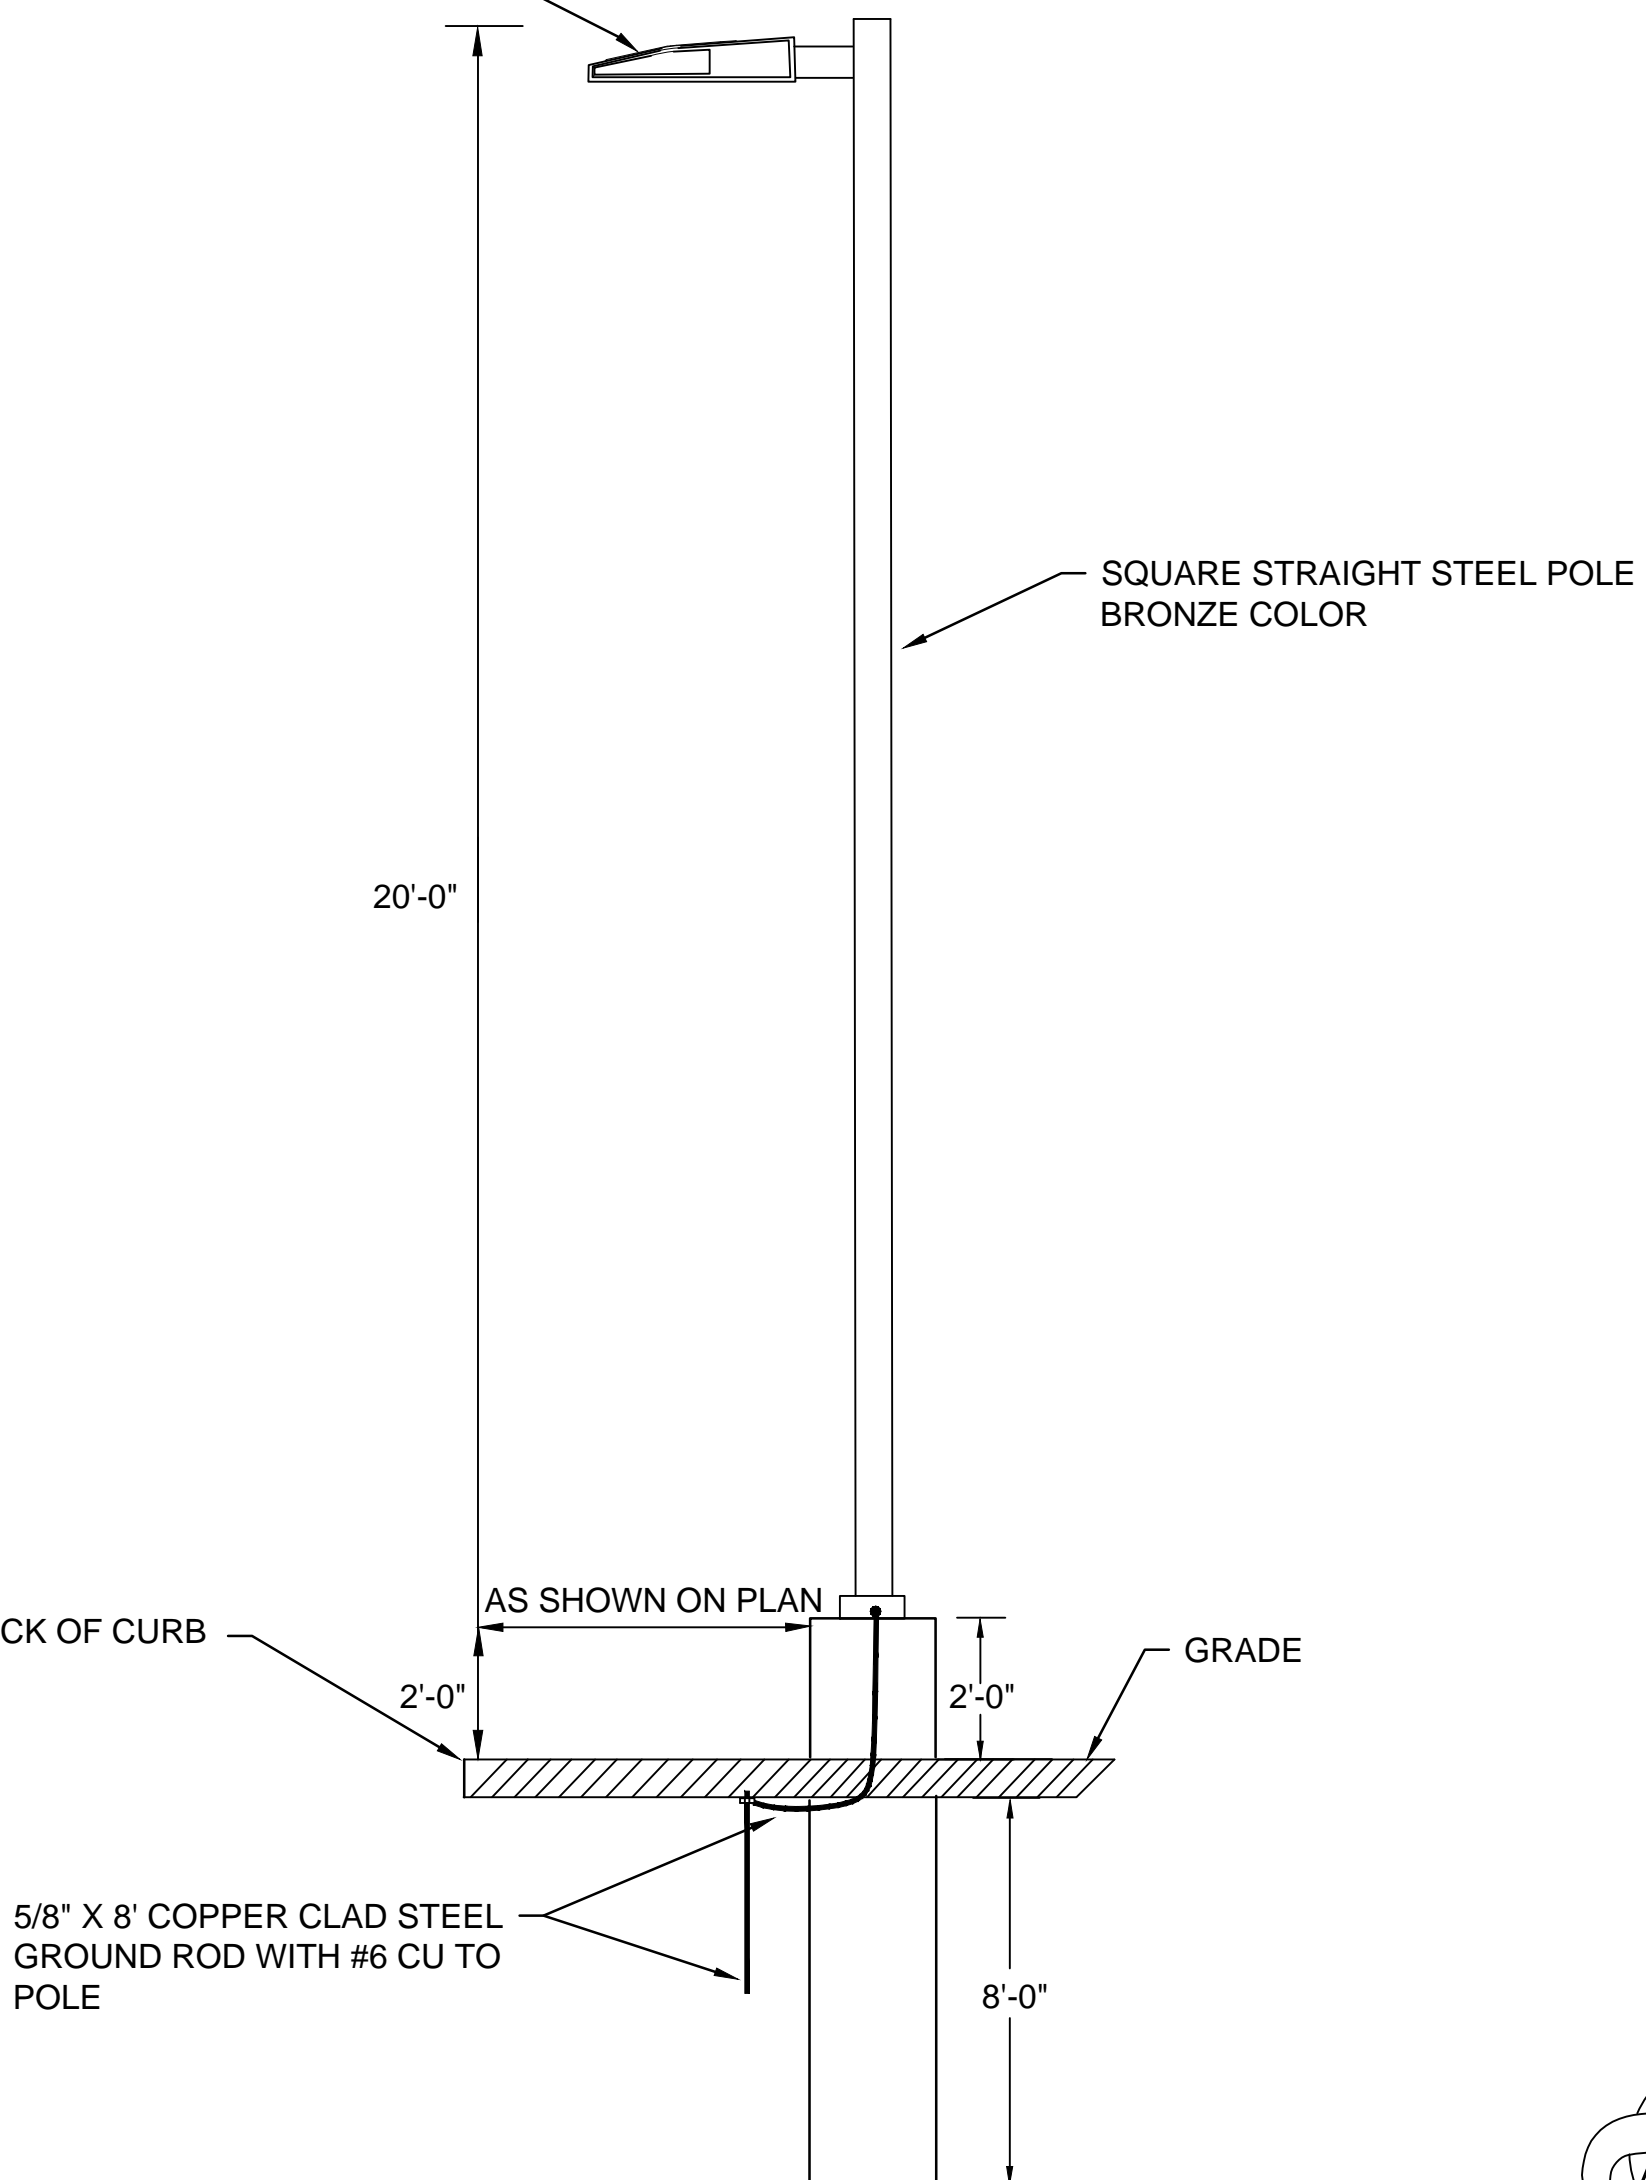 SQUARE STRAIGHT STEEL POLE
BRONZE COLOR
20'-0"
AS SHOWN ON PLAN
CK OF CURB
GRADE
2'-0"
2'-0"
5/8" X 8' COPPER CLAD STEEL
GROUND ROD WITH #6 CU TO
POLE
8'-0"